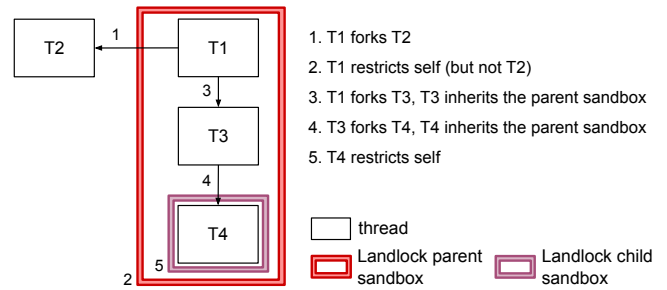 T2
1
T1
3
T3
4
T4
5
2
1. T1 forks T2
2. T1 restricts self (but not T2)
3. T1 forks T3, T3 inherits the parent sandbox
4. T3 forks T4, T4 inherits the parent sandbox
5. T4 restricts self
thread
Landlock parent
sandbox
Landlock child
sandbox